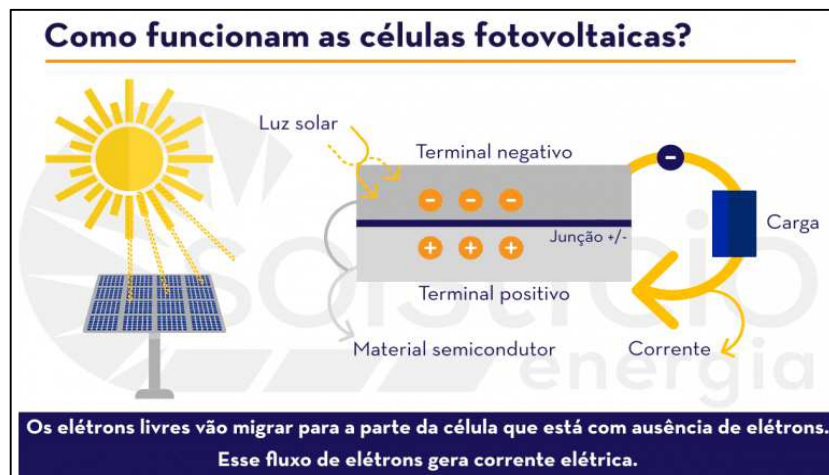 Como funcionam as células fotovoltaicas?
Luz solar
Terminal negativo
-
- - -
Junção +/-
+ + +
Carga
Terminal positivo
Material semicondutor
Corrente
solstício
energia
Os elétrons livres vão migrar para a parte da célula que está com ausência de elétrons.
Esse fluxo de elétrons gera corrente elétrica.